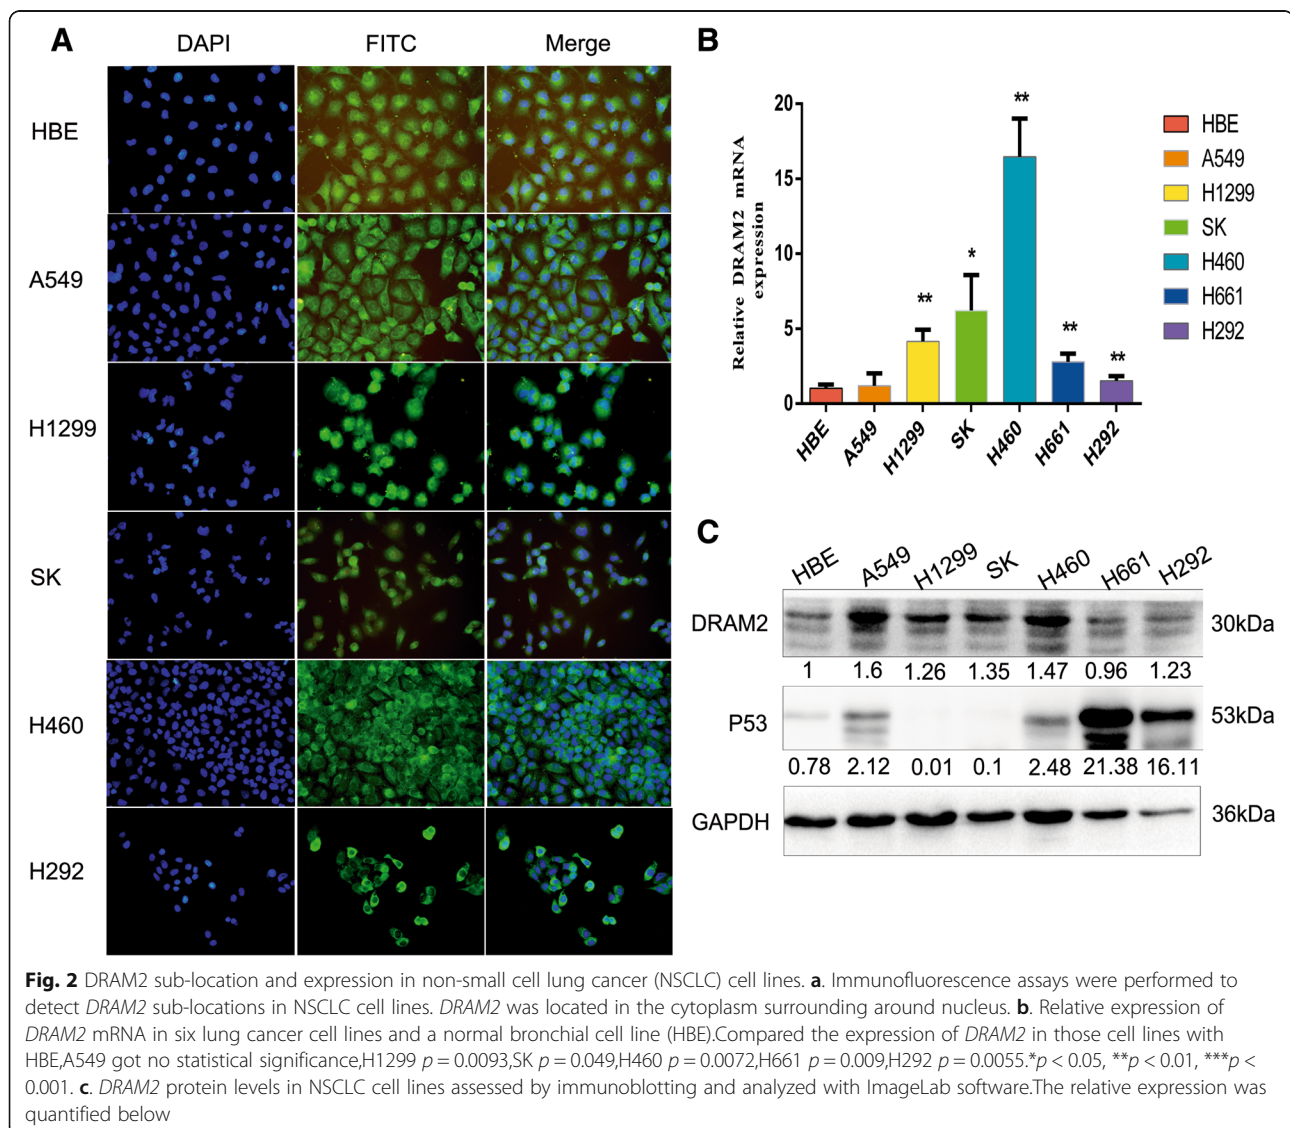 A
DAPI
FITC
Merge
HBE
A549
H1299
SK
H460
H292
B
Relative DRAM2 mRNA
expression
20
15
10
5
0
**
*
**
**
**
HBE
A549
H1299
SK
H460
H661
H292
HBE
A549
H1299
SK
H460
H661
H292
C
HBE
A549
H1299
SK
H460
H661
H292
DRAM2
30kDa
1 1.6 1.26 1.35 1.47 0.96 1.23
P53
53kDa
0.78 2.12 0.01 0.1 2.48 21.38 16.11
GAPDH
36kDa
Fig. 2 DRAM2 sub-location and expression in non-small cell lung cancer (NSCLC) cell lines. a. Immunofluorescence assays were performed to
detect DRAM2 sub-locations in NSCLC cell lines. DRAM2 was located in the cytoplasm surrounding around nucleus. b. Relative expression of
DRAM2 mRNA in six lung cancer cell lines and a normal bronchial cell line (HBE).Compared the expression of DRAM2 in those cell lines with
HBE,A549 got no statistical significance,H1299 p = 0.0093,SK p = 0.049,H460 p = 0.0072,H661 p = 0.009,H292 p = 0.0055.*p < 0.05, **p < 0.01, ***p <
0.001. c. DRAM2 protein levels in NSCLC cell lines assessed by immunoblotting and analyzed with ImageLab software.The relative expression was
quantified below